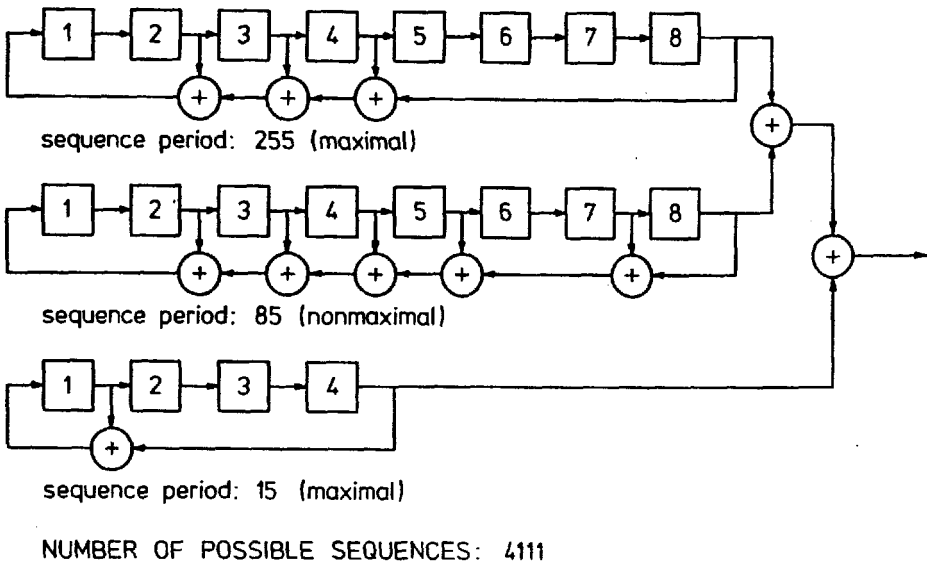 1 2 3 4 5 6 7 8
+ + + +
sequence period: 255 (maximal)
1 2 3 4 5 6 7 8
+ + + + + +
sequence period: 85 (nonmaximal)
1 2 3 4
+
sequence period: 15 (maximal)
NUMBER OF POSSIBLE SEQUENCES: 4111